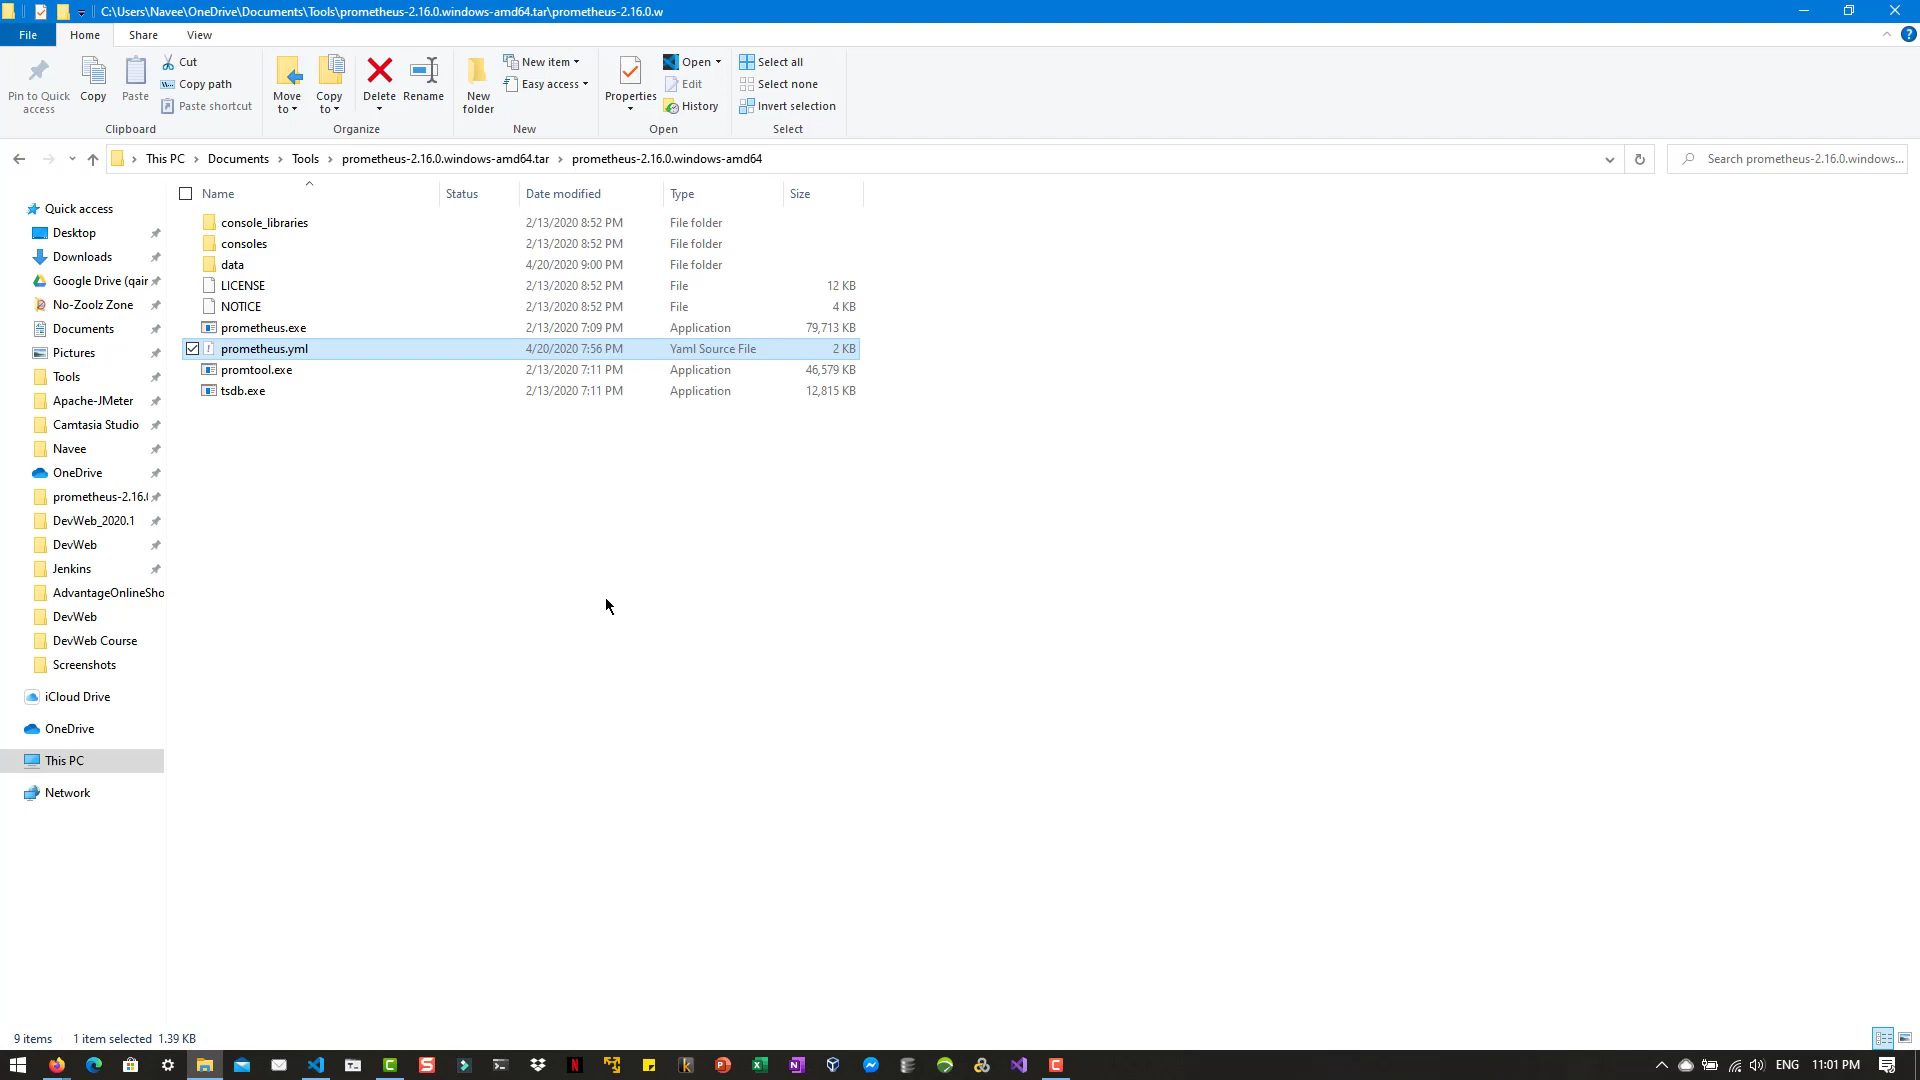 C:\Users\Navee\OneDrive\Documents\Tools\prometheus-2.16.0.windows-amd64.tar\prometheus-2.16.0.w
File Home Share View
Pin to Quick access
Copy
Paste
Cut
Copy path
Paste shortcut
Clipboard
Move to
Copy to
Delete
Rename
Organize
New folder
New item
Easy access
New
Properties
Open
Edit
History
Open
Select all
Select none
Invert selection
Select
This PC Documents Tools prometheus-2.16.0.windows-amd64.tar prometheus-2.16.0.windows-amd64
Search prometheus-2.16.0.windows...
Name Status Date modified Type Size
console_libraries 2/13/2020 8:52 PM File folder
consoles 2/13/2020 8:52 PM File folder
data 4/20/2020 9:00 PM File folder
LICENSE 2/13/2020 8:52 PM File 12 KB
NOTICE 2/13/2020 8:52 PM File 4 KB
prometheus.exe 2/13/2020 7:09 PM Application 79,713 KB
prometheus.yml 4/20/2020 7:56 PM Yaml Source File 2 KB
promtool.exe 2/13/2020 7:11 PM Application 46,579 KB
tsdb.exe 2/13/2020 7:11 PM Application 12,815 KB
Quick access
Desktop
Downloads
Google Drive (qair
No-Zoolz Zone
Documents
Pictures
Tools
Apache-JMeter
Camtasia Studio
Navee
OneDrive
prometheus-2.16.(
DevWeb_2020.1
DevWeb
Jenkins
AdvantageOnlineSho
DevWeb
DevWeb Course
Screenshots
iCloud Drive
OneDrive
This PC
Network
9 items 1 item selected 1.39 KB
ENG 11:01 PM